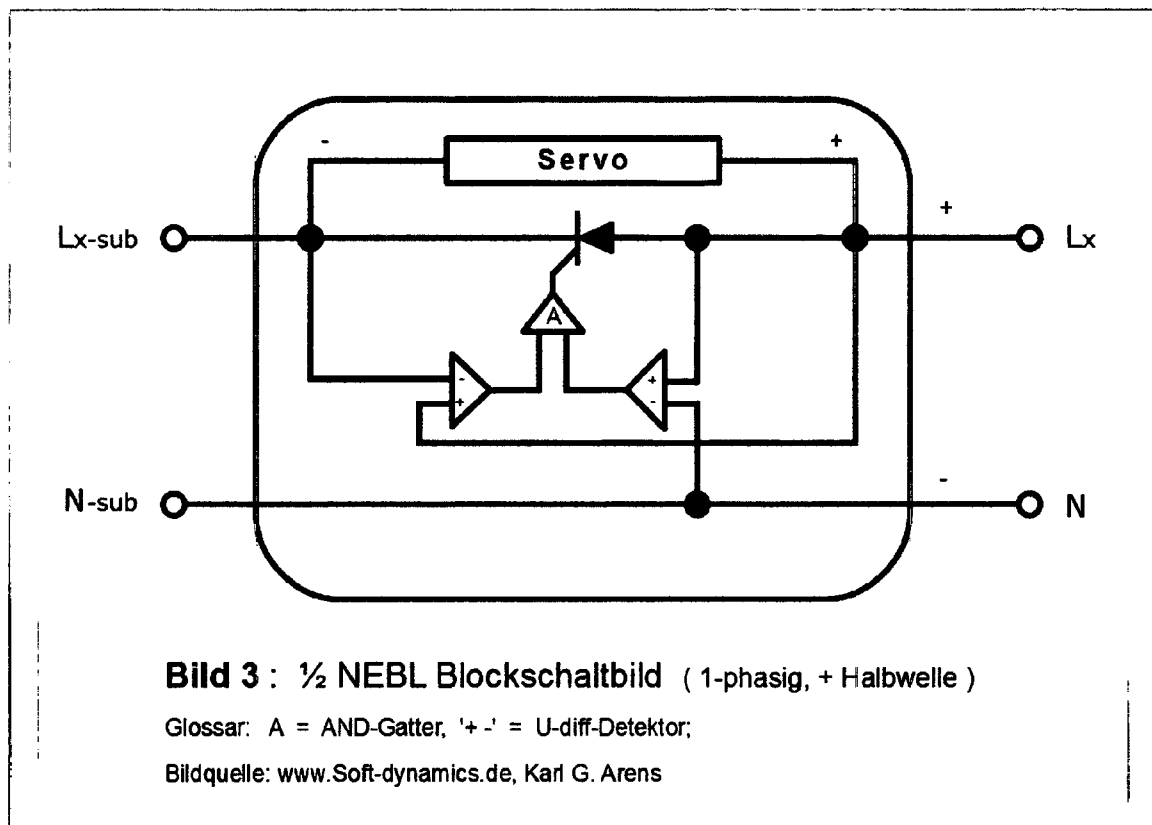 - Servo +
+
Lx-sub
Lx
A
- +
+ -
-
N-sub
N
Bild 3 : ½ NEBL Blockschaltbild ( 1-phasig, + Halbwelle )
Glossar: A = AND-Gatter, '+ -' = U-diff-Detektor;
Bildquelle: www.Soft-dynamics.de, Karl G. Arens